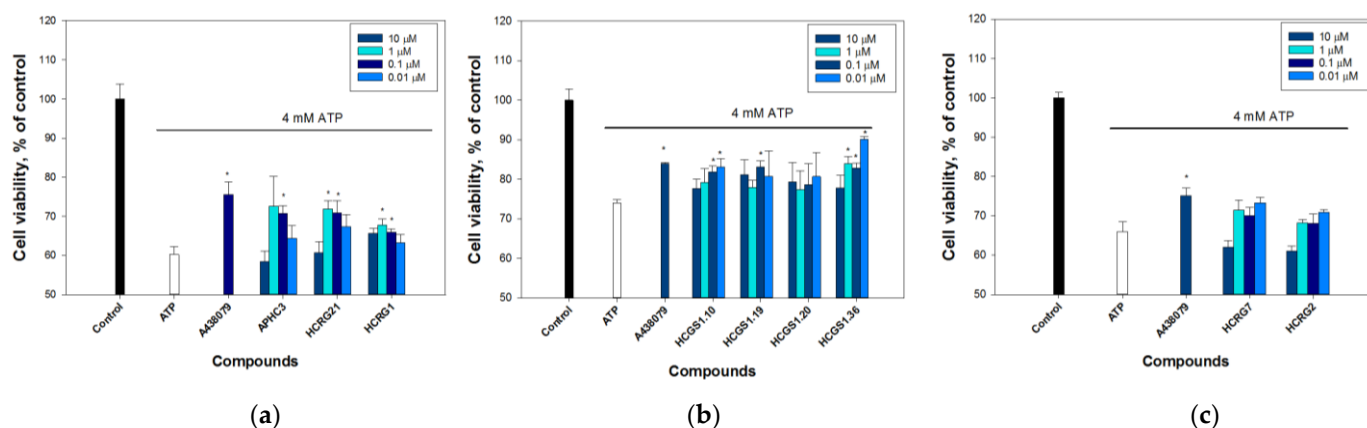 120
110
100
90
80
70
60
50
Cell viability, % of control
10 µM
1 µM
0.1 µM
0.01 µM
4 mM ATP
*
* * *
* *
* *
Control
ATP
A438079
APHC3
HCRG21
HCRG1
Compounds
(a)
120
110
100
90
80
70
60
50
Cell viability, % of control
10 µM
1 µM
0.1 µM
0.01 µM
4 mM ATP
*
* *
*
* * *
Control
ATP
A438079
HCGS1.10
HCGS1.19
HCGS1.20
HCGS1.36
Compounds
(b)
120
110
100
90
80
70
60
50
Cell viability, % of control
10 µM
1 µM
0.1 µM
0.01 µM
4 mM ATP
*
Control
ATP
A438079
HCRG7
HCRG2
Compounds
(c)